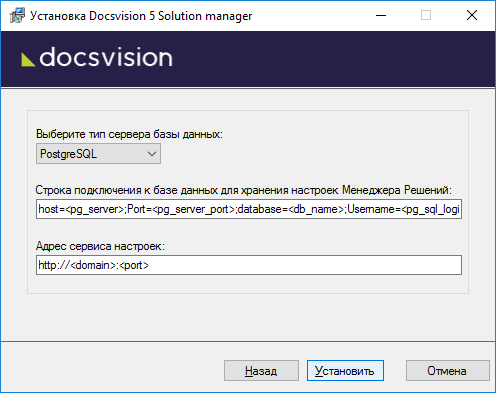 Установка Docsvision 5 Solution manager
docsvision
Выберите тип сервера базы данных:
PostgreSQL
Строка подключения к базе данных для хранения настроек Менеджера Решений:
host=<pg_server>;Port=<pg_server_port>;database=<db_name>;Username=<pg_sql_logi
Адрес сервиса настроек:
http://<domain>:<port>
Назад
Установить
Отмена